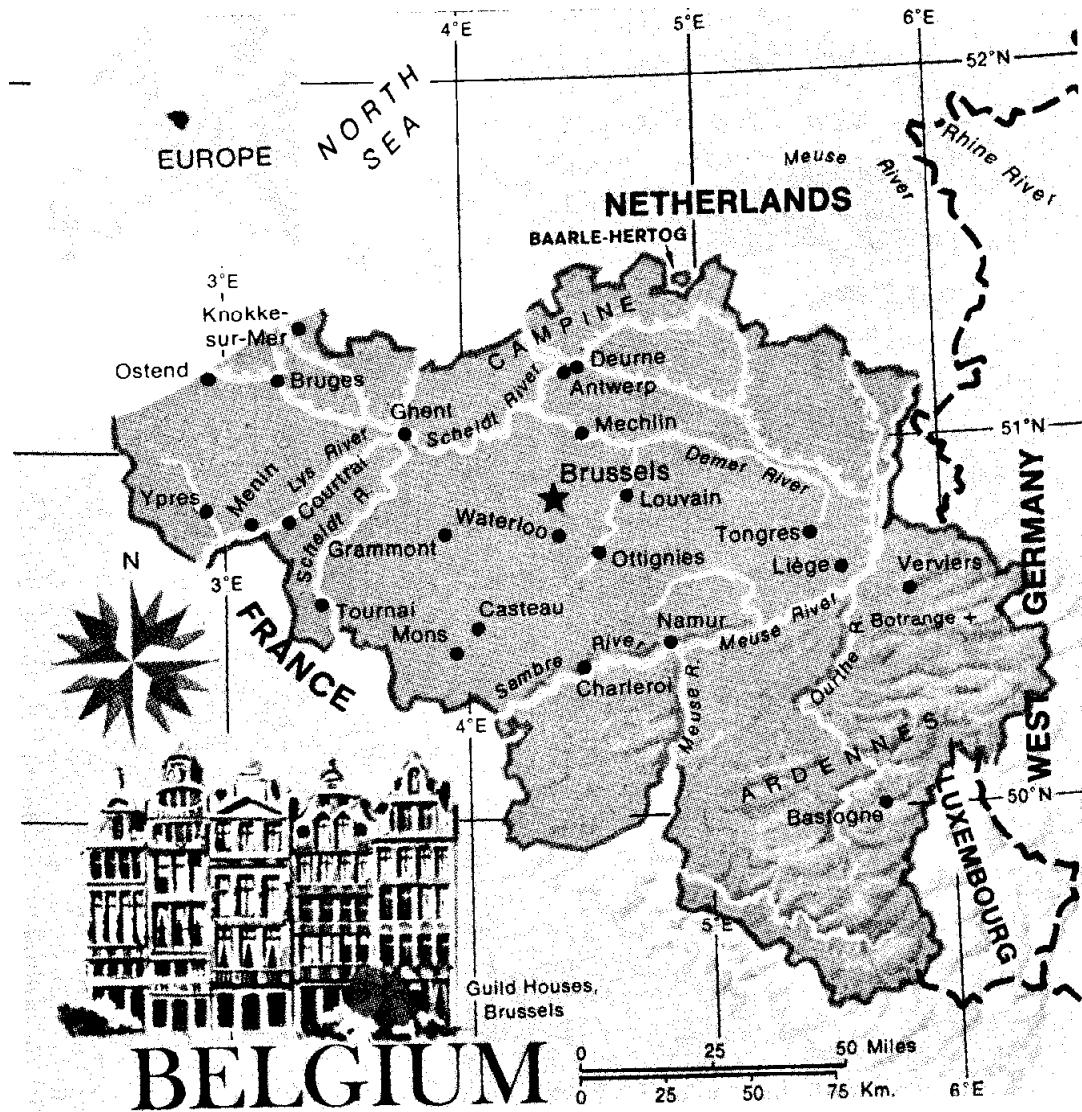 4°E
5°E
6°E
52°N
NORTH
SEA
EUROPE
Meuse
River
Rhine River
NETHERLANDS
BAARLE-HERTOG
3°E
Knokke-
sur-Mer
CAMPINE
Ostend
Bruges
Deurne
Antwerp
Ghent
Scheldt River
51°N
Mechlin
Lys River
Brussels
Demer River
Ypres
Menin
Courtrai
Scheldt R
Louvain
Waterloo
Grammont
Tongres
Ottignies
Liège
Verviers
N
3°E
WEST GERMANY
Tournai
Casteau
Namur
Meuse River
Botrange +
FRANCE
Mons
Sambre River
Ourthe R
Charleroi
Meuse R
4°E
ARDENNES
50°N
Bastogne
LUXEMBOURG
5°E
Guild Houses,
Brussels
BELGIUM
0 25 50 Miles
0 25 50 75 Km.
6°E